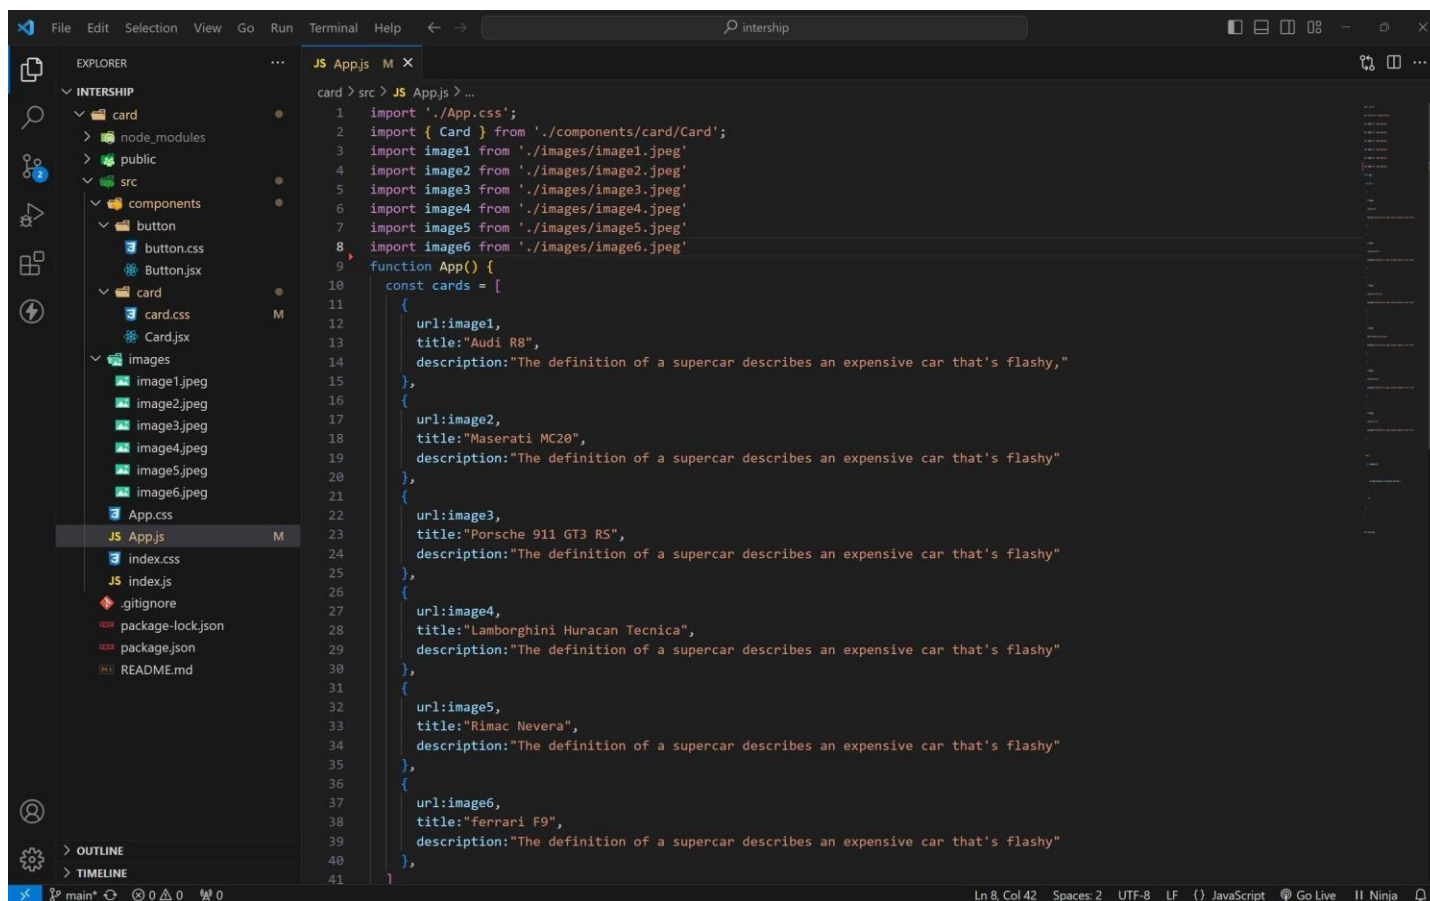 File Edit Selection View Go Run Terminal Help
intership
EXPLORER
INTERSHIP
card
node_modules
public
src
components
button
button.css
Button.jsx
card
card.css M
Card.jsx
images
image1.jpeg
image2.jpeg
image3.jpeg
image4.jpeg
image5.jpeg
image6.jpeg
App.css
JS App.js M
index.css
JS index.js
.gitignore
package-lock.json
package.json
README.md
OUTLINE
TIMELINE
JS App.js M
card > src > JS App.js > ...
1 import './App.css';
2 import { Card } from './components/card/Card';
3 import image1 from './images/image1.jpeg'
4 import image2 from './images/image2.jpeg'
5 import image3 from './images/image3.jpeg'
6 import image4 from './images/image4.jpeg'
7 import image5 from './images/image5.jpeg'
8 import image6 from './images/image6.jpeg'
9 function App() {
10 const cards = [
11 {
12 url:image1,
13 title:"Audi R8",
14 description:"The definition of a supercar describes an expensive car that's flashy,"
15 },
16 {
17 url:image2,
18 title:"Maserati MC20",
19 description:"The definition of a supercar describes an expensive car that's flashy"
20 },
21 {
22 url:image3,
23 title:"Porsche 911 GT3 RS",
24 description:"The definition of a supercar describes an expensive car that's flashy"
25 },
26 {
27 url:image4,
28 title:"Lamborghini Huracan Tecnica",
29 description:"The definition of a supercar describes an expensive car that's flashy"
30 },
31 {
32 url:image5,
33 title:"Rimac Nevera",
34 description:"The definition of a supercar describes an expensive car that's flashy"
35 },
36 {
37 url:image6,
38 title:"ferrari F9",
39 description:"The definition of a supercar describes an expensive car that's flashy"
40 },
41 ]
2
main* 0 0 0 Ln 8, Col 42 Spaces: 2 UTF-8 LF {} JavaScript Go Live Ninja